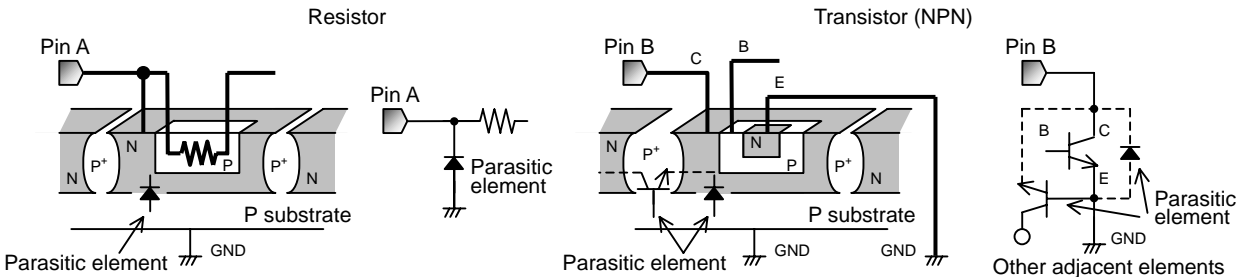 Resistor
Transistor (NPN)
Pin A
N
P+
N
P
P+
N
P substrate
GND
Parasitic element
Pin A
Parasitic
element
Pin B
C
B
E
N
P+
N
P
P+
N
P substrate
GND
GND
Parasitic element
Pin B
B
C
E
Parasitic
element
GND
Other adjacent elements